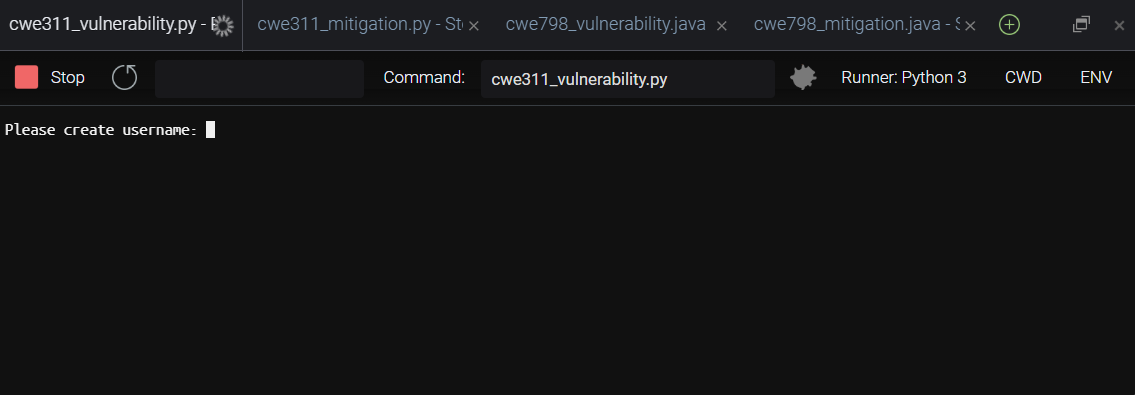 cwe311_vulnerability.py - cwe311_mitigation.py - St cwe798_vulnerability.java cwe798_mitigation.java - S
Stop Command: cwe311_vulnerability.py Runner: Python 3 CWD ENV
Please create username: